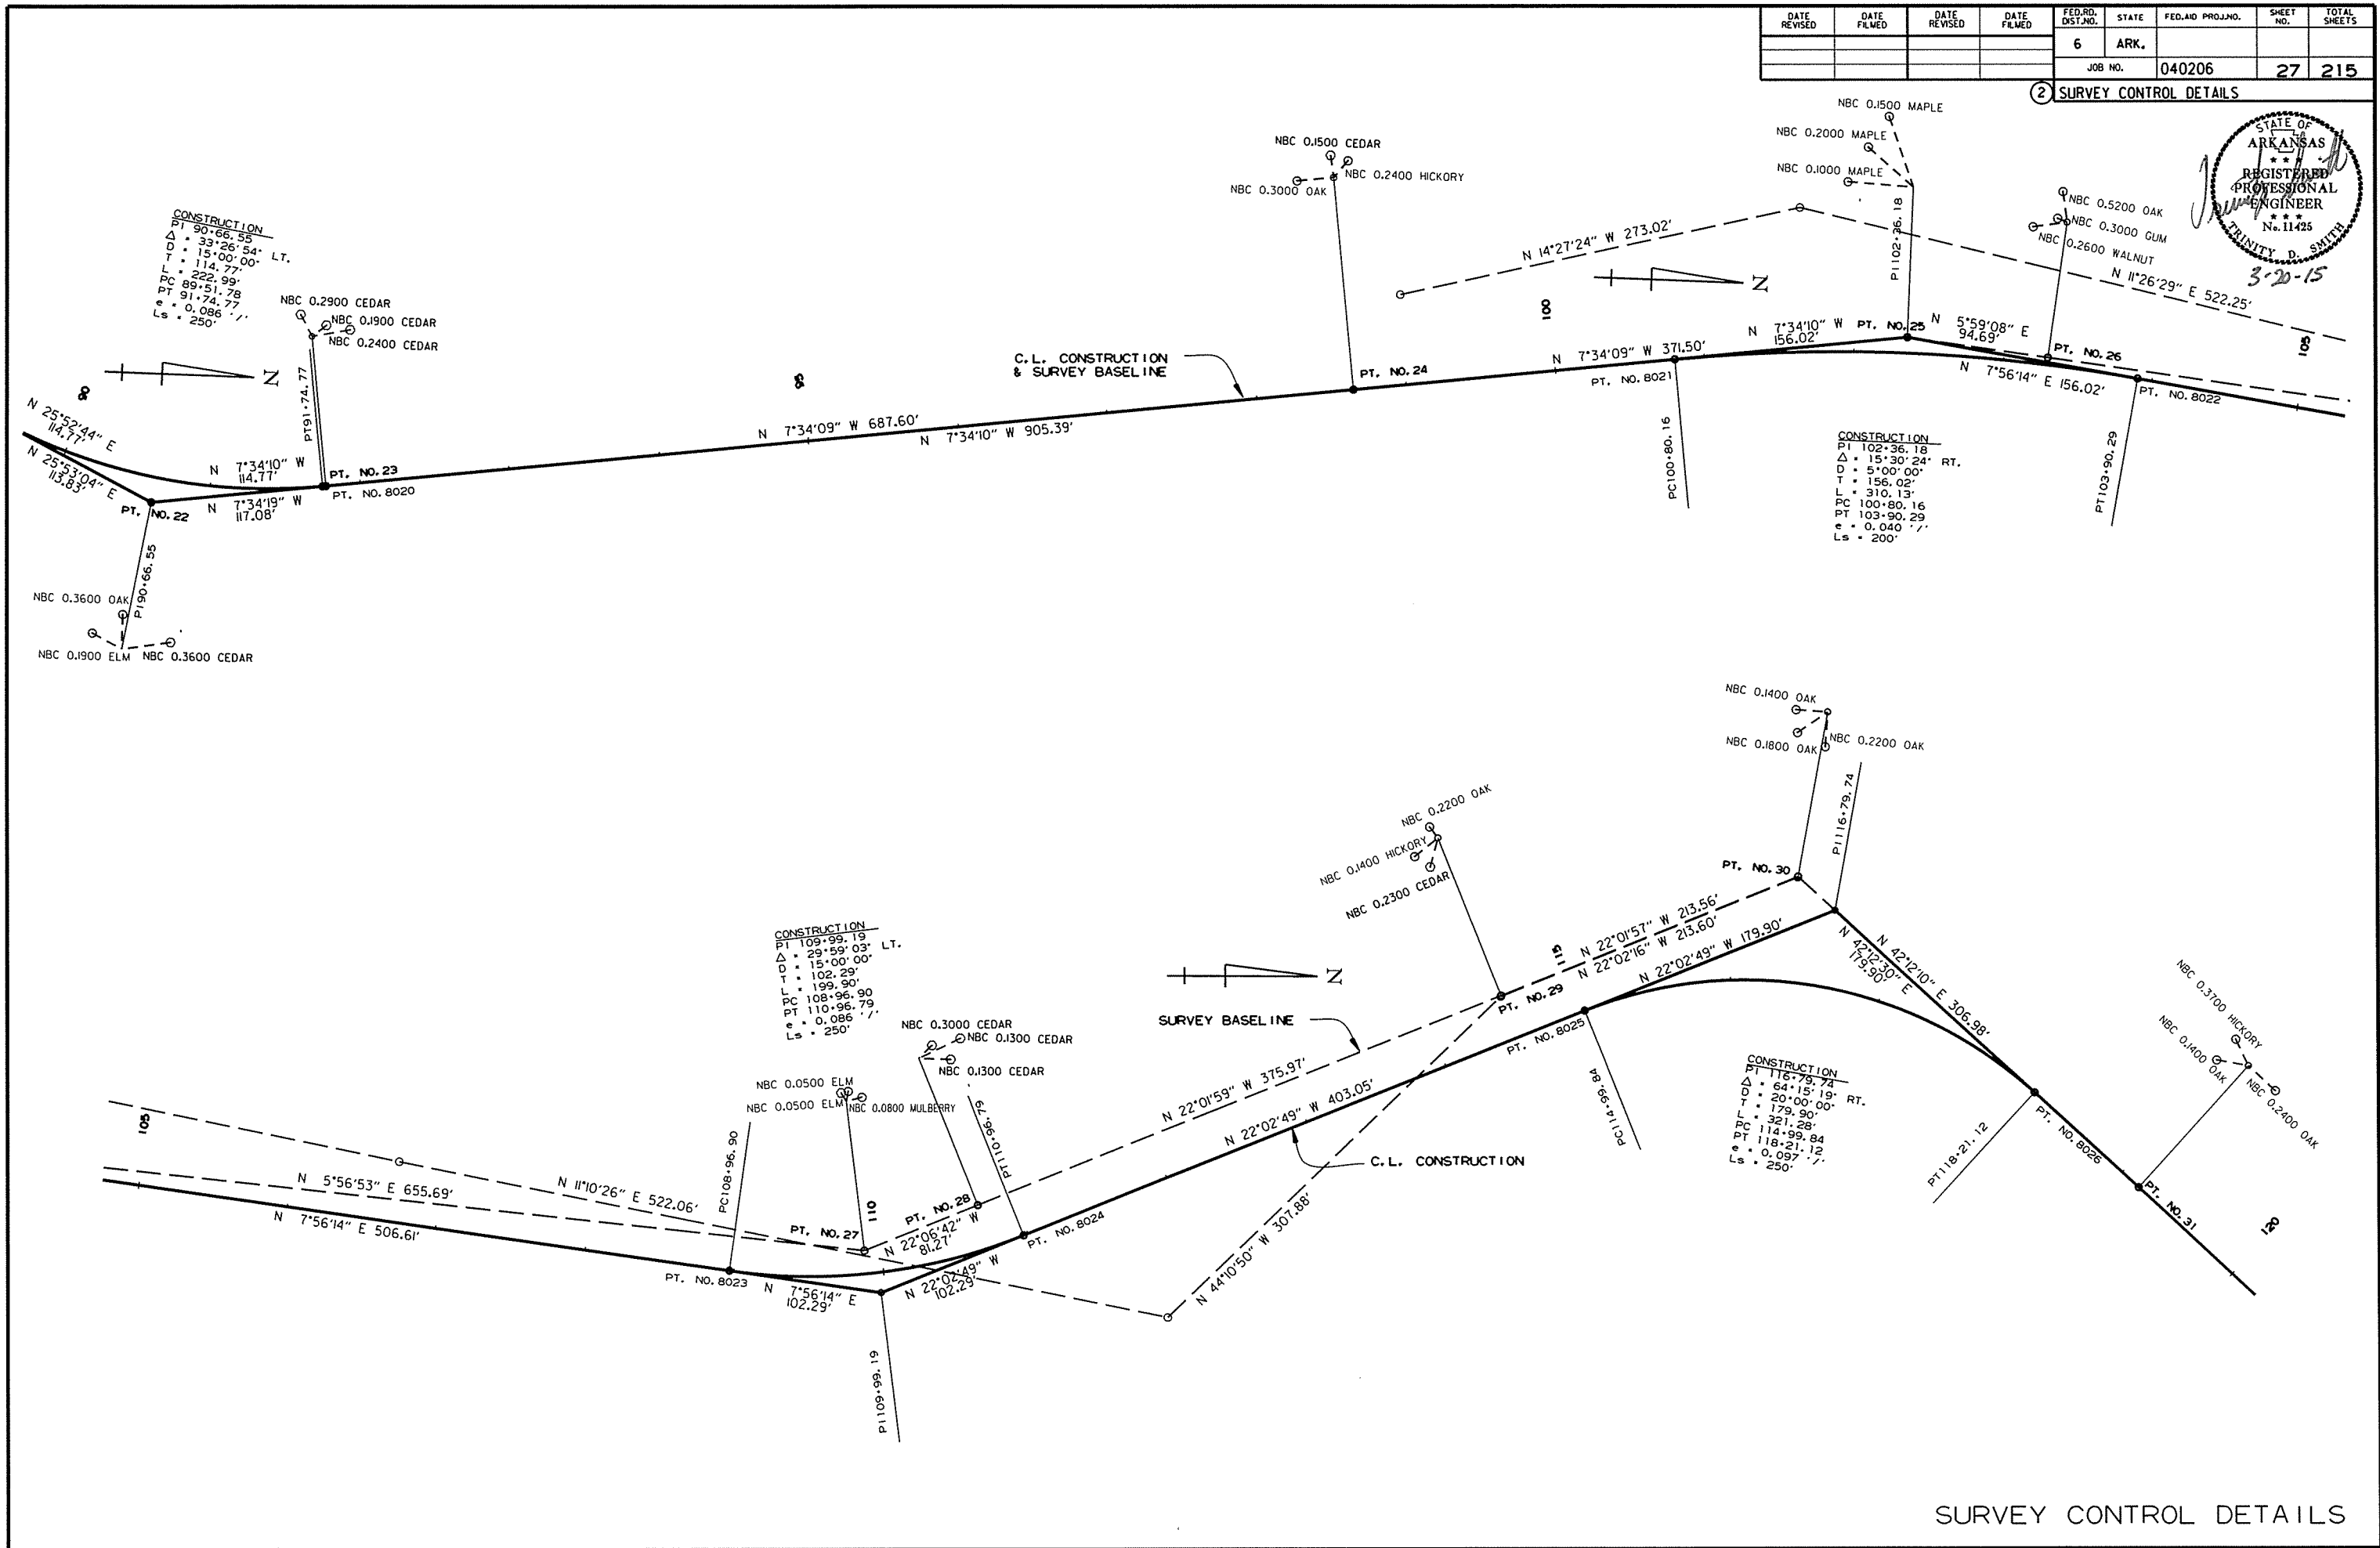 DATE REVISED
DATE FILMED
DATE REVISED
DATE FILMED
FED.RD. DIST.NO.
STATE
FED.AID PROJ.NO.
SHEET NO.
TOTAL SHEETS
6
ARK.
JOB NO.
040206
27
215
2 SURVEY CONTROL DETAILS
STATE OF
ARKANSAS
★ ★ ★
REGISTERED
PROFESSIONAL
ENGINEER
★ ★ ★
No. 11425
TRINITY D. SMITH
3-20-15
CONSTRUCTION
PI 90+66.55
Δ = 33°26'54" LT.
D = 15°00'00"
T = 114.77'
L = 222.99'
PC 89+51.78
PT 91+74.77
e = 0.086 '/'
Ls = 250'
NBC 0.2900 CEDAR
NBC 0.1900 CEDAR
NBC 0.2400 CEDAR
N
PT91+74.77
90
N 25°52'44" E
114.77'
N 25°53'04" E
113.83'
N 7°34'10" W
114.77'
N 7°34'19" W
117.08'
PT. NO. 22
PT. NO. 23
PT. NO. 8020
PI90+66.55
NBC 0.3600 OAK
NBC 0.1900 ELM
NBC 0.3600 CEDAR
95
N 7°34'09" W 687.60'
N 7°34'10" W 905.39'
C.L. CONSTRUCTION
& SURVEY BASELINE
NBC 0.1500 CEDAR
NBC 0.2400 HICKORY
NBC 0.3000 OAK
PT. NO. 24
N 14°27'24" W 273.02'
N
100
N 7°34'09" W 371.50'
PT. NO. 8021
PC100+80.16
N 7°34'10" W
156.02'
NBC 0.1500 MAPLE
NBC 0.2000 MAPLE
NBC 0.1000 MAPLE
PI102+36.18
PT. NO. 25
N 5°59'08" E
94.69'
NBC 0.5200 OAK
NBC 0.3000 GUM
NBC 0.2600 WALNUT
N 11°26'29" E 522.25'
105
PT. NO. 26
N 7°56'14" E 156.02'
PT. NO. 8022
PT103+90.29
CONSTRUCTION
PI 102+36.18
Δ = 15°30'24" RT.
D = 5°00'00"
T = 156.02'
L = 310.13'
PC 100+80.16
PT 103+90.29
e = 0.040 '/'
Ls = 200'
105
N 5°56'53" E 655.69'
N 7°56'14" E 506.61'
N 11°10'26" E 522.06'
CONSTRUCTION
PI 109+99.19
Δ = 29°59'03" LT.
D = 15°00'00"
T = 102.29'
L = 199.90'
PC 108+96.90
PT 110+96.79
e = 0.086 '/'
Ls = 250'
NBC 0.3000 CEDAR
NBC 0.1300 CEDAR
NBC 0.1300 CEDAR
NBC 0.0500 ELM
NBC 0.0500 ELM
NBC 0.0800 MULBERRY
PC108+96.90
PT110+96.79
110
PT. NO. 27
PT. NO. 28
N 22°06'42" W
81.27'
PT. NO. 8023
N 7°56'14" E
102.29'
N 22°02'49" W
102.29'
PT. NO. 8024
PI109+99.19
N
SURVEY BASELINE
N 22°01'59" W 375.97'
N 22°02'49" W 403.05'
C.L. CONSTRUCTION
N 44°10'50" W 307.88'
NBC 0.2200 OAK
NBC 0.1400 HICKORY
NBC 0.2300 CEDAR
PT. NO. 29
115
N 22°01'57" W 213.56'
N 22°02'16" W 213.60'
N 22°02'49" W 179.90'
PT. NO. 8025
PC114+99.84
NBC 0.1400 OAK
NBC 0.1800 OAK
NBC 0.2200 OAK
PT. NO. 30
PI116+79.74
N 42°12'30" E
179.90'
N 42°12'10" E 306.98'
CONSTRUCTION
PI 116+79.74
Δ = 64°15'19" RT.
D = 20°00'00"
T = 179.90'
L = 321.28'
PC 114+99.84
PT 118+21.12
e = 0.097 '/'
Ls = 250'
PT118+21.12
PT. NO. 8026
NBC 0.3700 HICKORY
NBC 0.1400 OAK
NBC 0.2400 OAK
PT. NO. 31
120
SURVEY CONTROL DETAILS